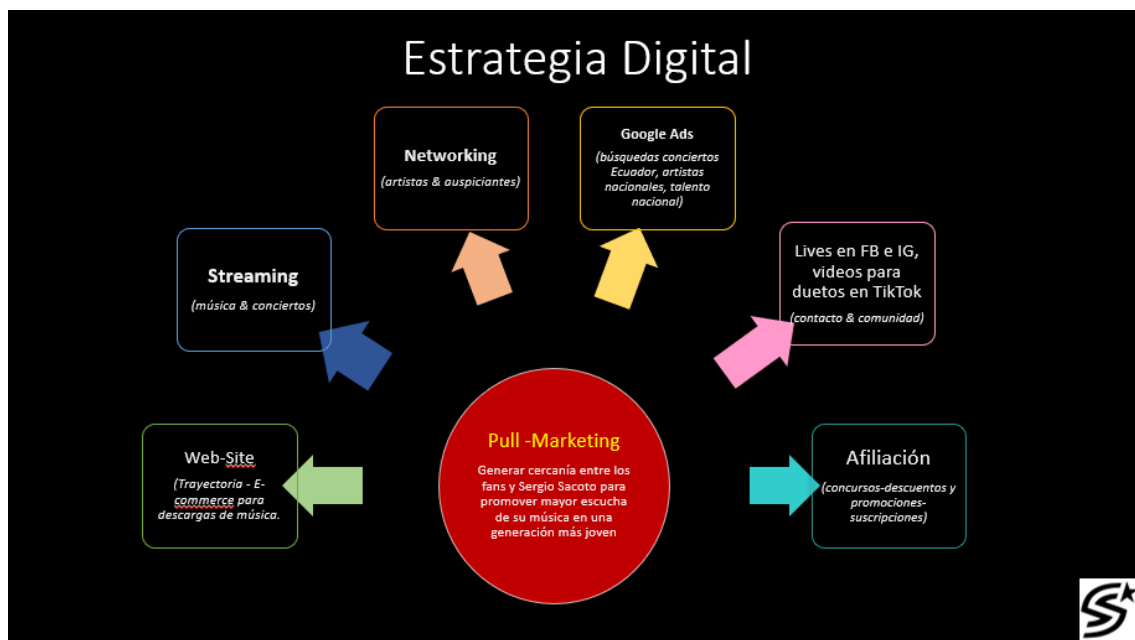 Estrategia Digital
Networking
(artistas & auspiciantes)
Google Ads
(búsquedas conciertos
Ecuador, artistas
nacionales, talento
nacional)
Streaming
(música & conciertos)
Lives en FB e IG,
videos para
duetos en TikTok
(contacto & comunidad)
Web-Site
(Trayectoria - E-
commerce para
descargas de música.
Pull -Marketing
Generar cercanía entre los
fans y Sergio Sacoto para
promover mayor escucha
de su música en una
generación más joven
Afiliación
(concursos-descuentos y
promociones-
suscripciones)